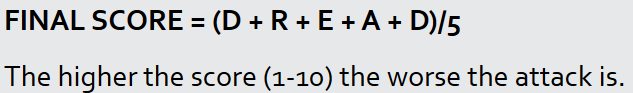 FINAL SCORE = (D + R + E + A + D)/5
The higher the score (1-10) the worse the attack is.